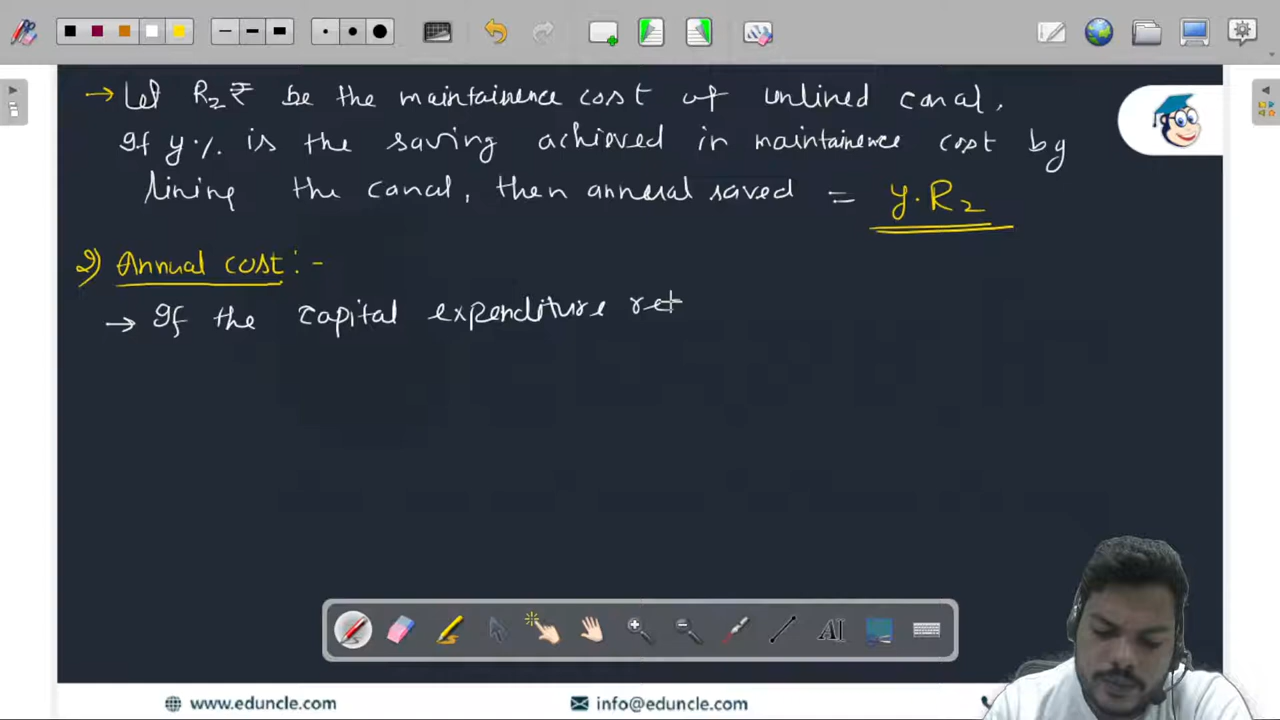 → Let R₂ ₹ be the maintainence cost of unlined canal.
If y.% is the saving achieved in maintainence cost by
lining the canal, then annual saved = y.R₂
2) Annual cost:-
→ If the capital expenditure ret
AI
www.eduncle.com info@eduncle.com